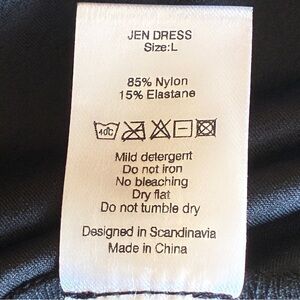 JEN DRESS
Size:L
85% Nylon
15% Elastane
40C
Mild detergent
Do not iron
No bleaching
Dry flat
Do not tumble dry
Designed in Scandinavia
Made in China